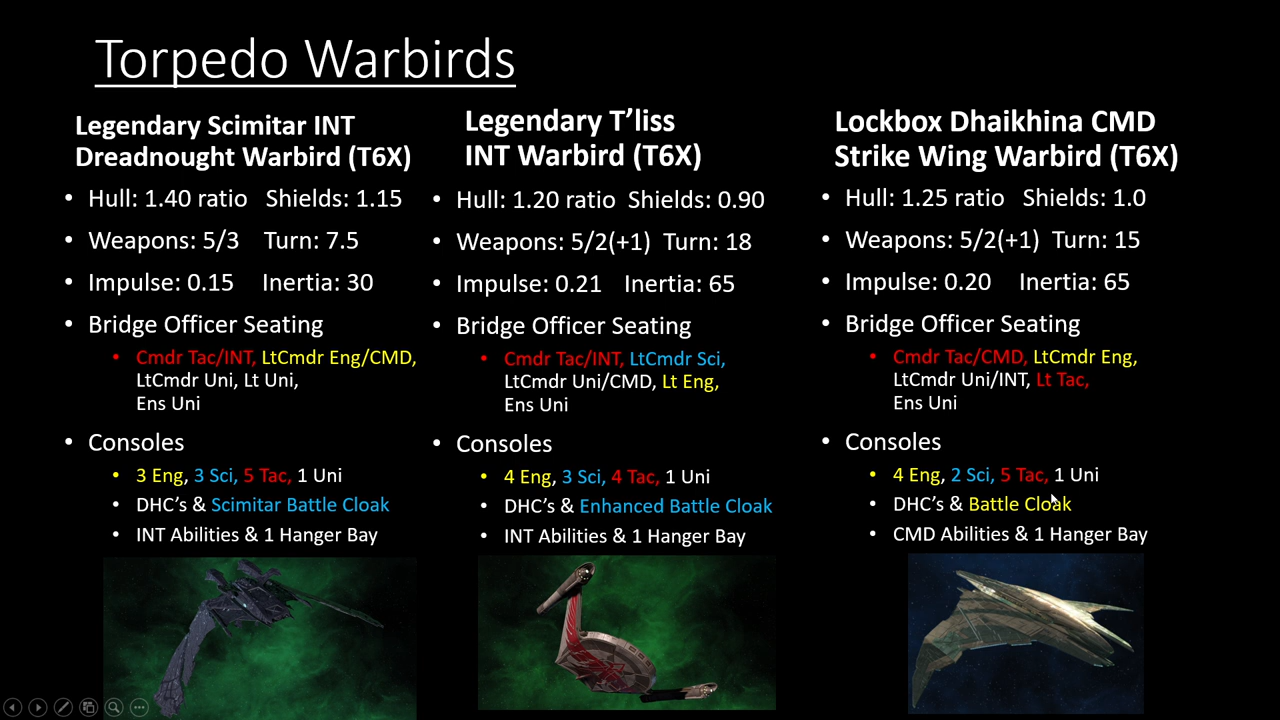 Torpedo Warbirds
Legendary Scimitar INT
Dreadnought Warbird (T6X)
• Hull: 1.40 ratio Shields: 1.15
• Weapons: 5/3 Turn: 7.5
• Impulse: 0.15 Inertia: 30
• Bridge Officer Seating
• Cmdr Tac/INT, LtCmdr Eng/CMD,
LtCmdr Uni, Lt Uni,
Ens Uni
• Consoles
• 3 Eng, 3 Sci, 5 Tac, 1 Uni
• DHC's & Scimitar Battle Cloak
• INT Abilities & 1 Hanger Bay
Legendary T'liss
INT Warbird (T6X)
• Hull: 1.20 ratio Shields: 0.90
• Weapons: 5/2(+1) Turn: 18
• Impulse: 0.21 Inertia: 65
• Bridge Officer Seating
• Cmdr Tac/INT, LtCmdr Sci,
LtCmdr Uni/CMD, Lt Eng,
Ens Uni
• Consoles
• 4 Eng, 3 Sci, 4 Tac, 1 Uni
• DHC's & Enhanced Battle Cloak
• INT Abilities & 1 Hanger Bay
Lockbox Dhaikhina CMD
Strike Wing Warbird (T6X)
• Hull: 1.25 ratio Shields: 1.0
• Weapons: 5/2(+1) Turn: 15
• Impulse: 0.20 Inertia: 65
• Bridge Officer Seating
• Cmdr Tac/CMD, LtCmdr Eng,
LtCmdr Uni/INT, Lt Tac,
Ens Uni
• Consoles
• 4 Eng, 2 Sci, 5 Tac, 1 Uni
• DHC's & Battle Cloak
• CMD Abilities & 1 Hanger Bay